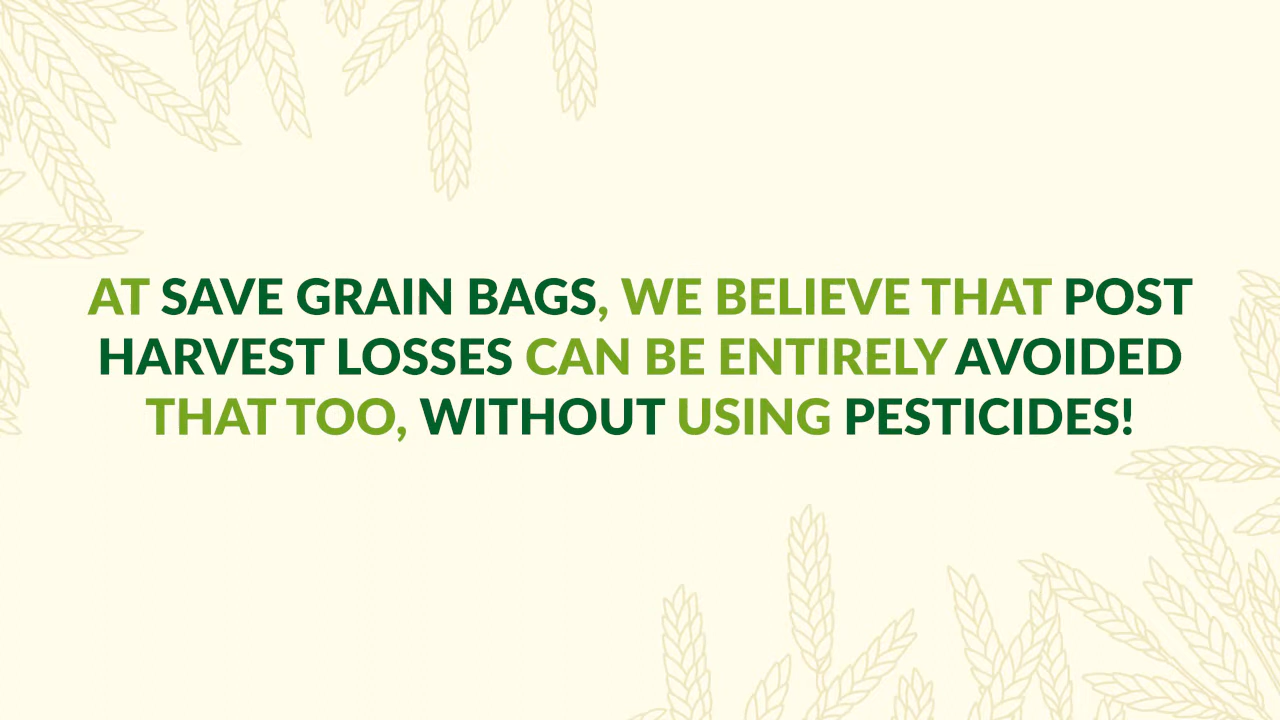 AT SAVE GRAIN BAGS, WE BELIEVE THAT POST
HARVEST LOSSES CAN BE ENTIRELY AVOIDED
THAT TOO, WITHOUT USING PESTICIDES!